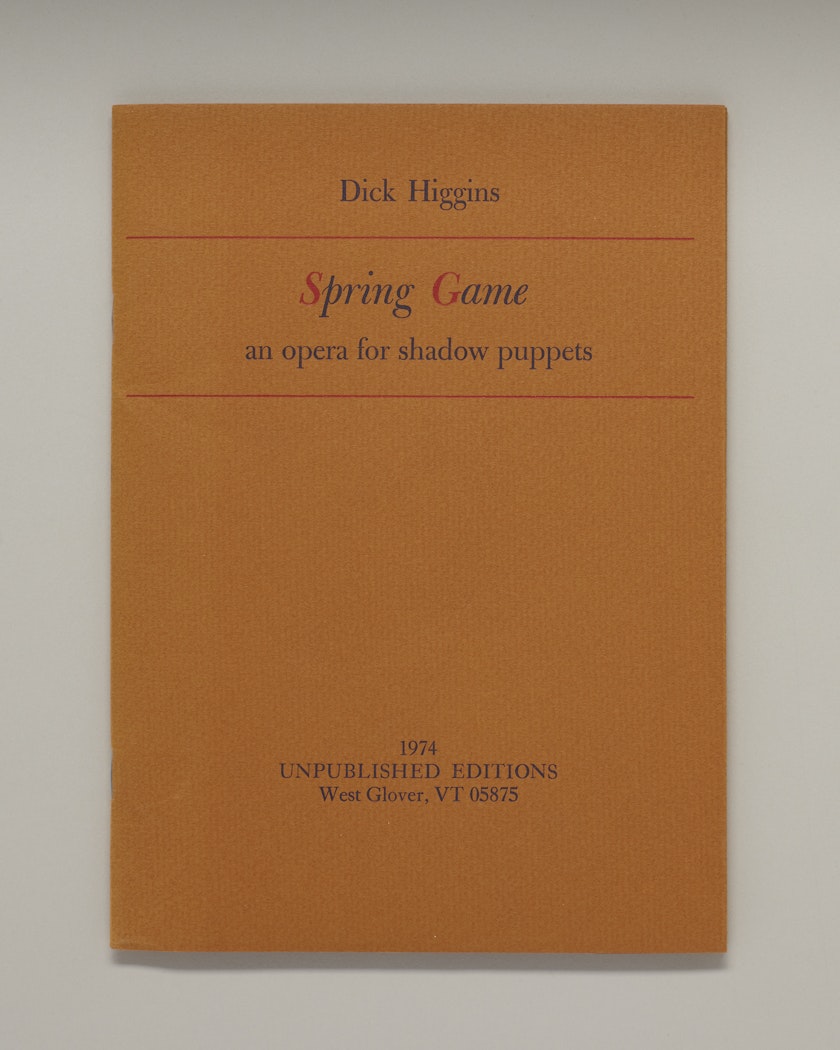 Dick Higgins
Spring Game
an opera for shadow puppets
1974
UNPUBLISHED EDITIONS
West Glover, VT 05875